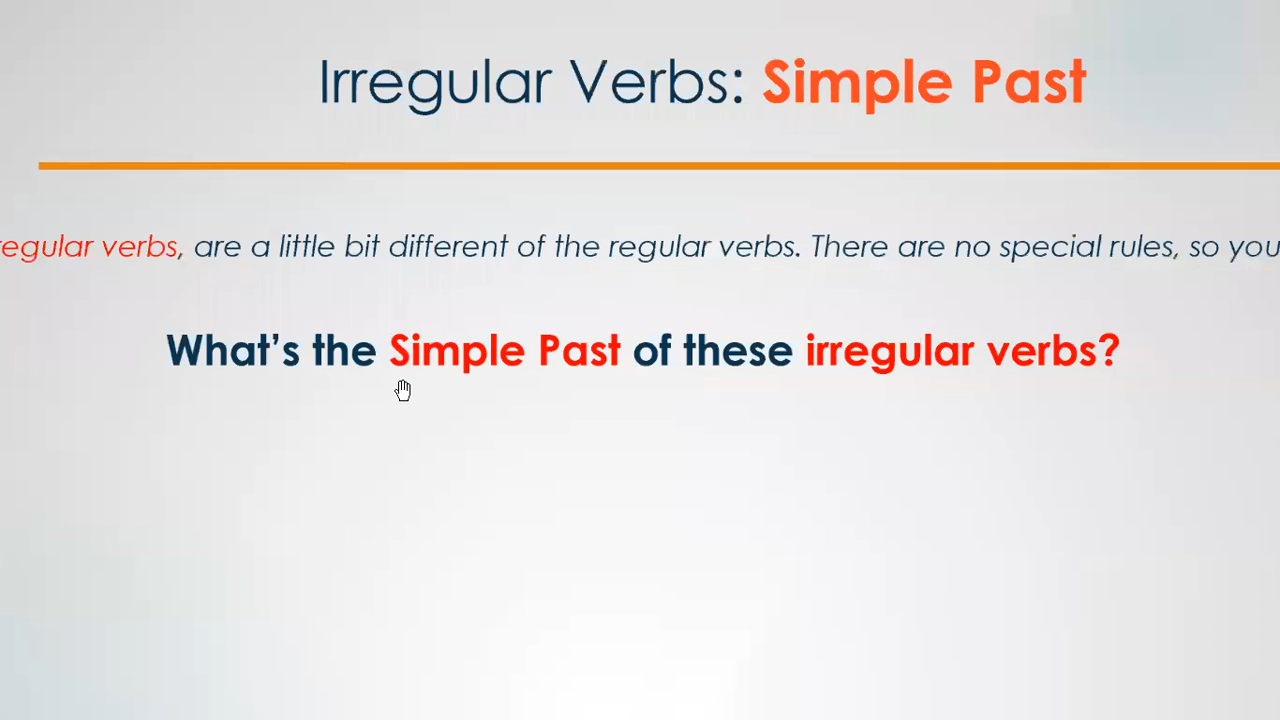 Irregular Verbs: Simple Past
regular verbs, are a little bit different of the regular verbs. There are no special rules, so you
What's the Simple Past of these irregular verbs?